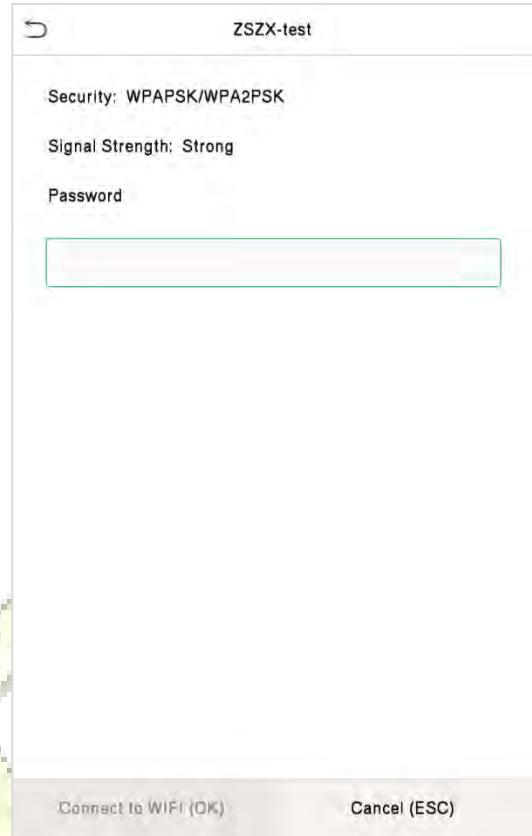 ZSZX-test
Security: WPAPSK/WPA2PSK
Signal Strength: Strong
Password
Connect to WIFI (OK) Cancel (ESC)